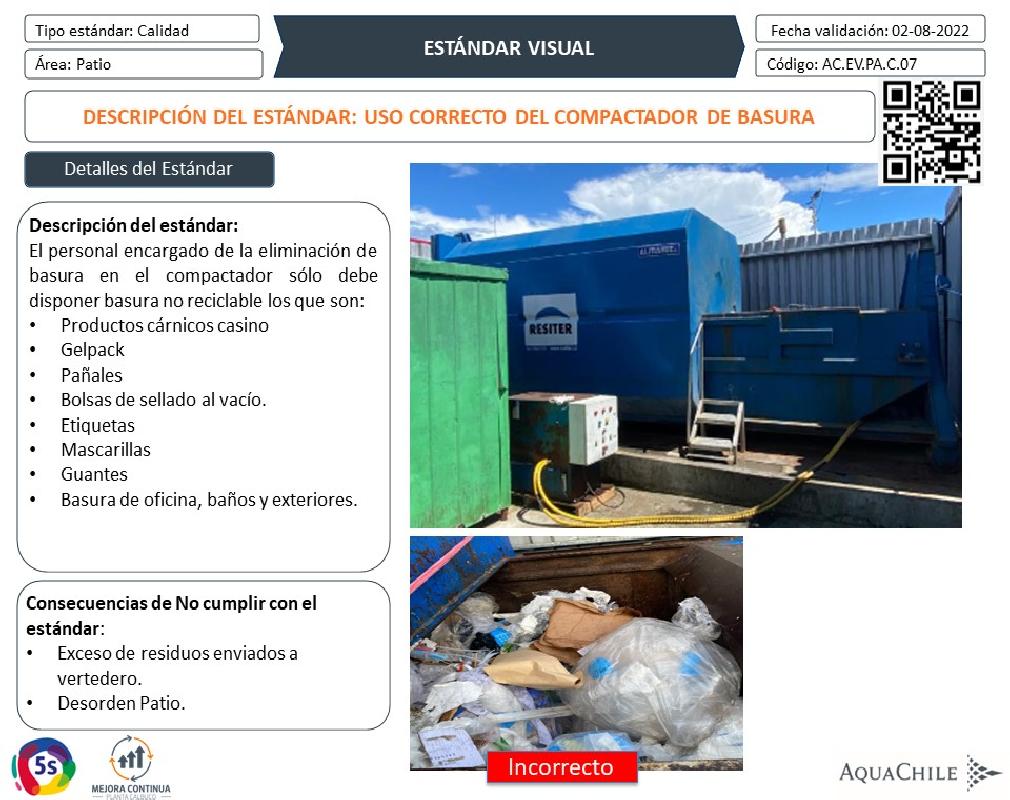 Tipo estándar: Calidad
Área: Patio
ESTÁNDAR VISUAL
Fecha validación: 02-08-2022
Código: AC.EV.PA.C.07
DESCRIPCIÓN DEL ESTÁNDAR: USO CORRECTO DEL COMPACTADOR DE BASURA
Detalles del Estándar
Descripción del estándar:
El personal encargado de la eliminación de
basura en el compactador sólo debe
disponer basura no reciclable los que son:
• Productos cárnicos casino
• Gelpack
• Pañales
• Bolsas de sellado al vacío.
• Etiquetas
• Mascarillas
• Guantes
• Basura de oficina, baños y exteriores.
RESITER
Consecuencias de No cumplir con el
estándar:
• Exceso de residuos enviados a
vertedero.
• Desorden Patio.
Incorrecto
5s
MEJORA CONTINUA
PLANTA CALBUCO
AQUACHILE